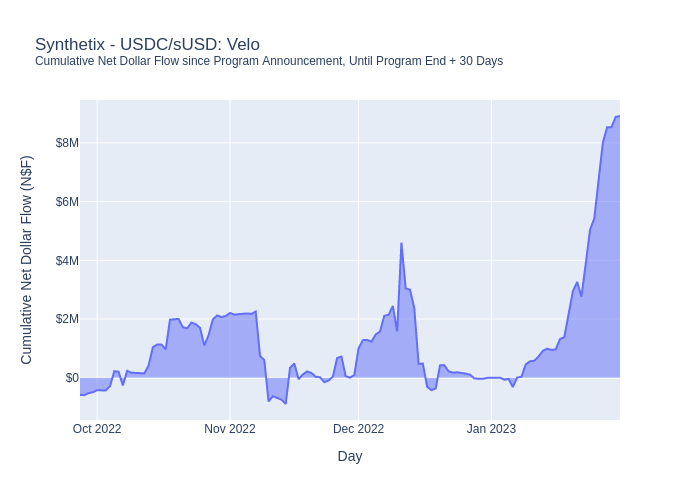 Synthetix - USDC/sUSD: Velo
Cumulative Net Dollar Flow since Program Announcement, Until Program End + 30 Days
Cumulative Net Dollar Flow (N$F)
$8M
$6M
$4M
$2M
$0
Oct 2022
Nov 2022
Dec 2022
Jan 2023
Day